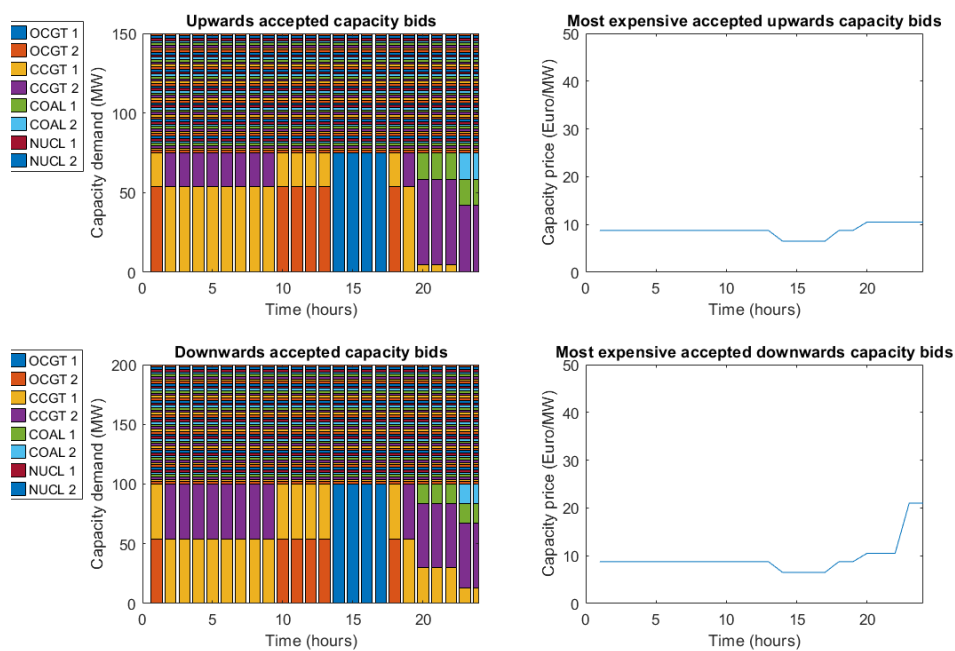 Upwards accepted capacity bids
OCGT 1
OCGT 2
CCGT 1
CCGT 2
COAL 1
COAL 2
NUCL 1
NUCL 2
Capacity demand (MW)
150
100
50
0
0 5 10 15 20
Time (hours)
Most expensive accepted upwards capacity bids
Capacity price (Euro/MW)
50
40
30
20
10
0
0 5 10 15 20
Time (hours)
Downwards accepted capacity bids
OCGT 1
OCGT 2
CCGT 1
CCGT 2
COAL 1
COAL 2
NUCL 1
NUCL 2
Capacity demand (MW)
200
150
100
50
0
0 5 10 15 20
Time (hours)
Most expensive accepted downwards capacity bids
Capacity price (Euro/MW)
50
40
30
20
10
0
0 5 10 15 20
Time (hours)